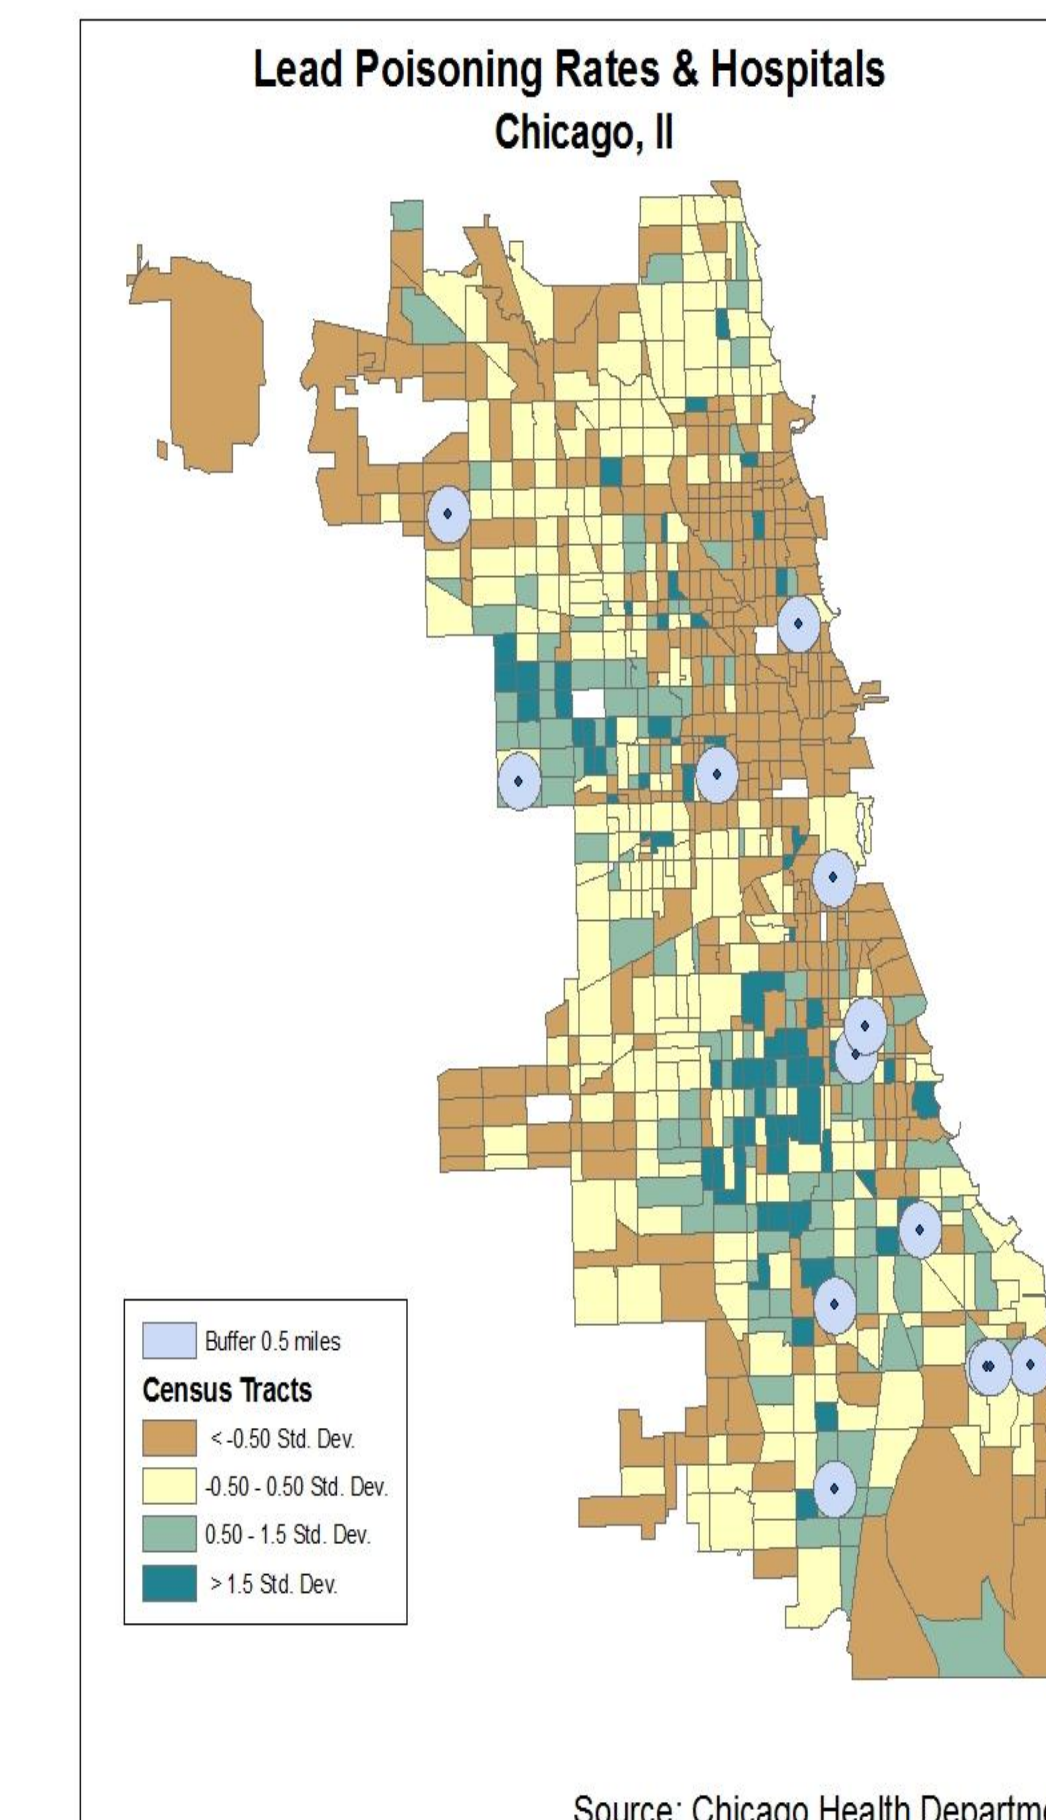 Lead Poisoning Rates & Hospitals
Chicago, Il
Buffer 0.5 miles
Census Tracts
< -0.50 Std. Dev.
-0.50 - 0.50 Std. Dev.
0.50 - 1.5 Std. Dev.
> 1.5 Std. Dev.
Source: Chicago Health Departme